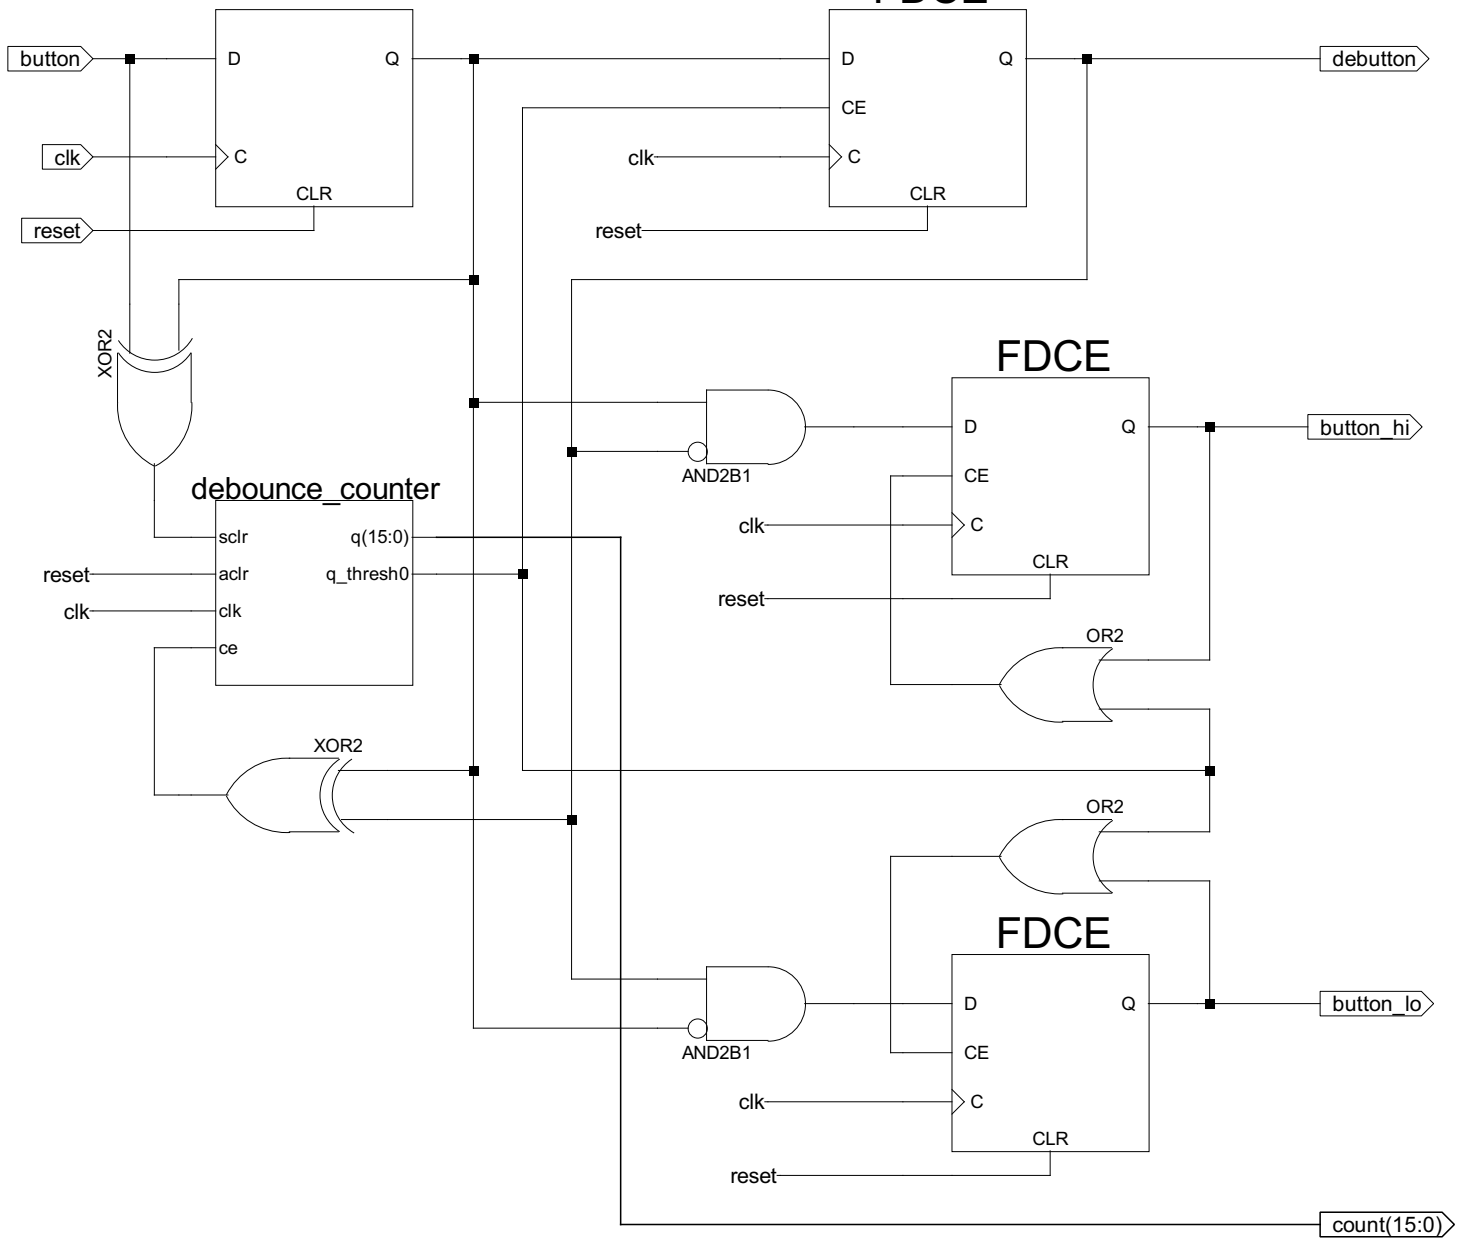 FDCE
button
D
Q
D
Q
debutton
CE
clk
C
clk
C
CLR
CLR
reset
reset
XOR2
FDCE
D
Q
button_hi
AND2B1
CE
debounce_counter
clk
C
sclr
q(15:0)
CLR
reset
aclr
q_thresh0
reset
clk
clk
ce
OR2
XOR2
OR2
FDCE
D
Q
button_lo
AND2B1
CE
clk
C
CLR
reset
count(15:0)